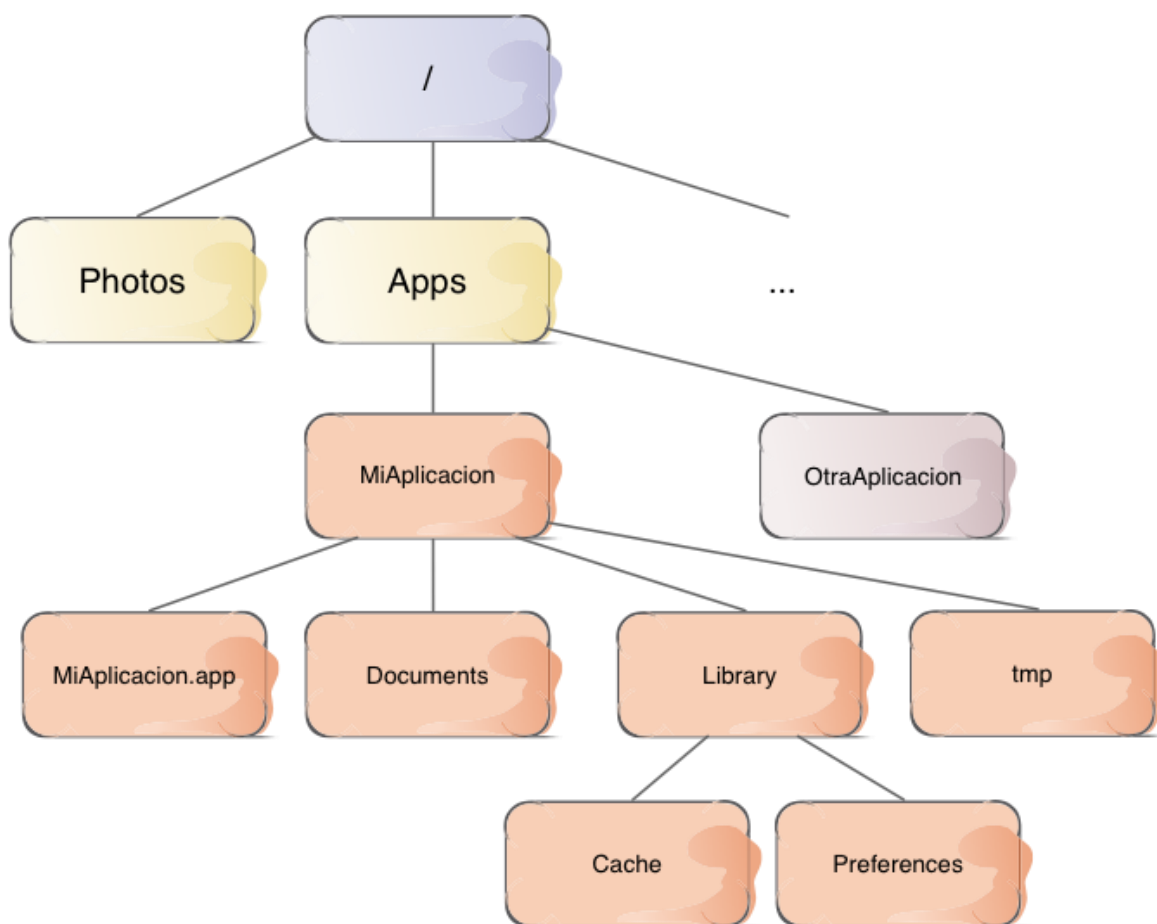 /
Photos
Apps
...
MiAplicacion
OtraAplicacion
MiAplicacion.app
Documents
Library
tmp
Cache
Preferences